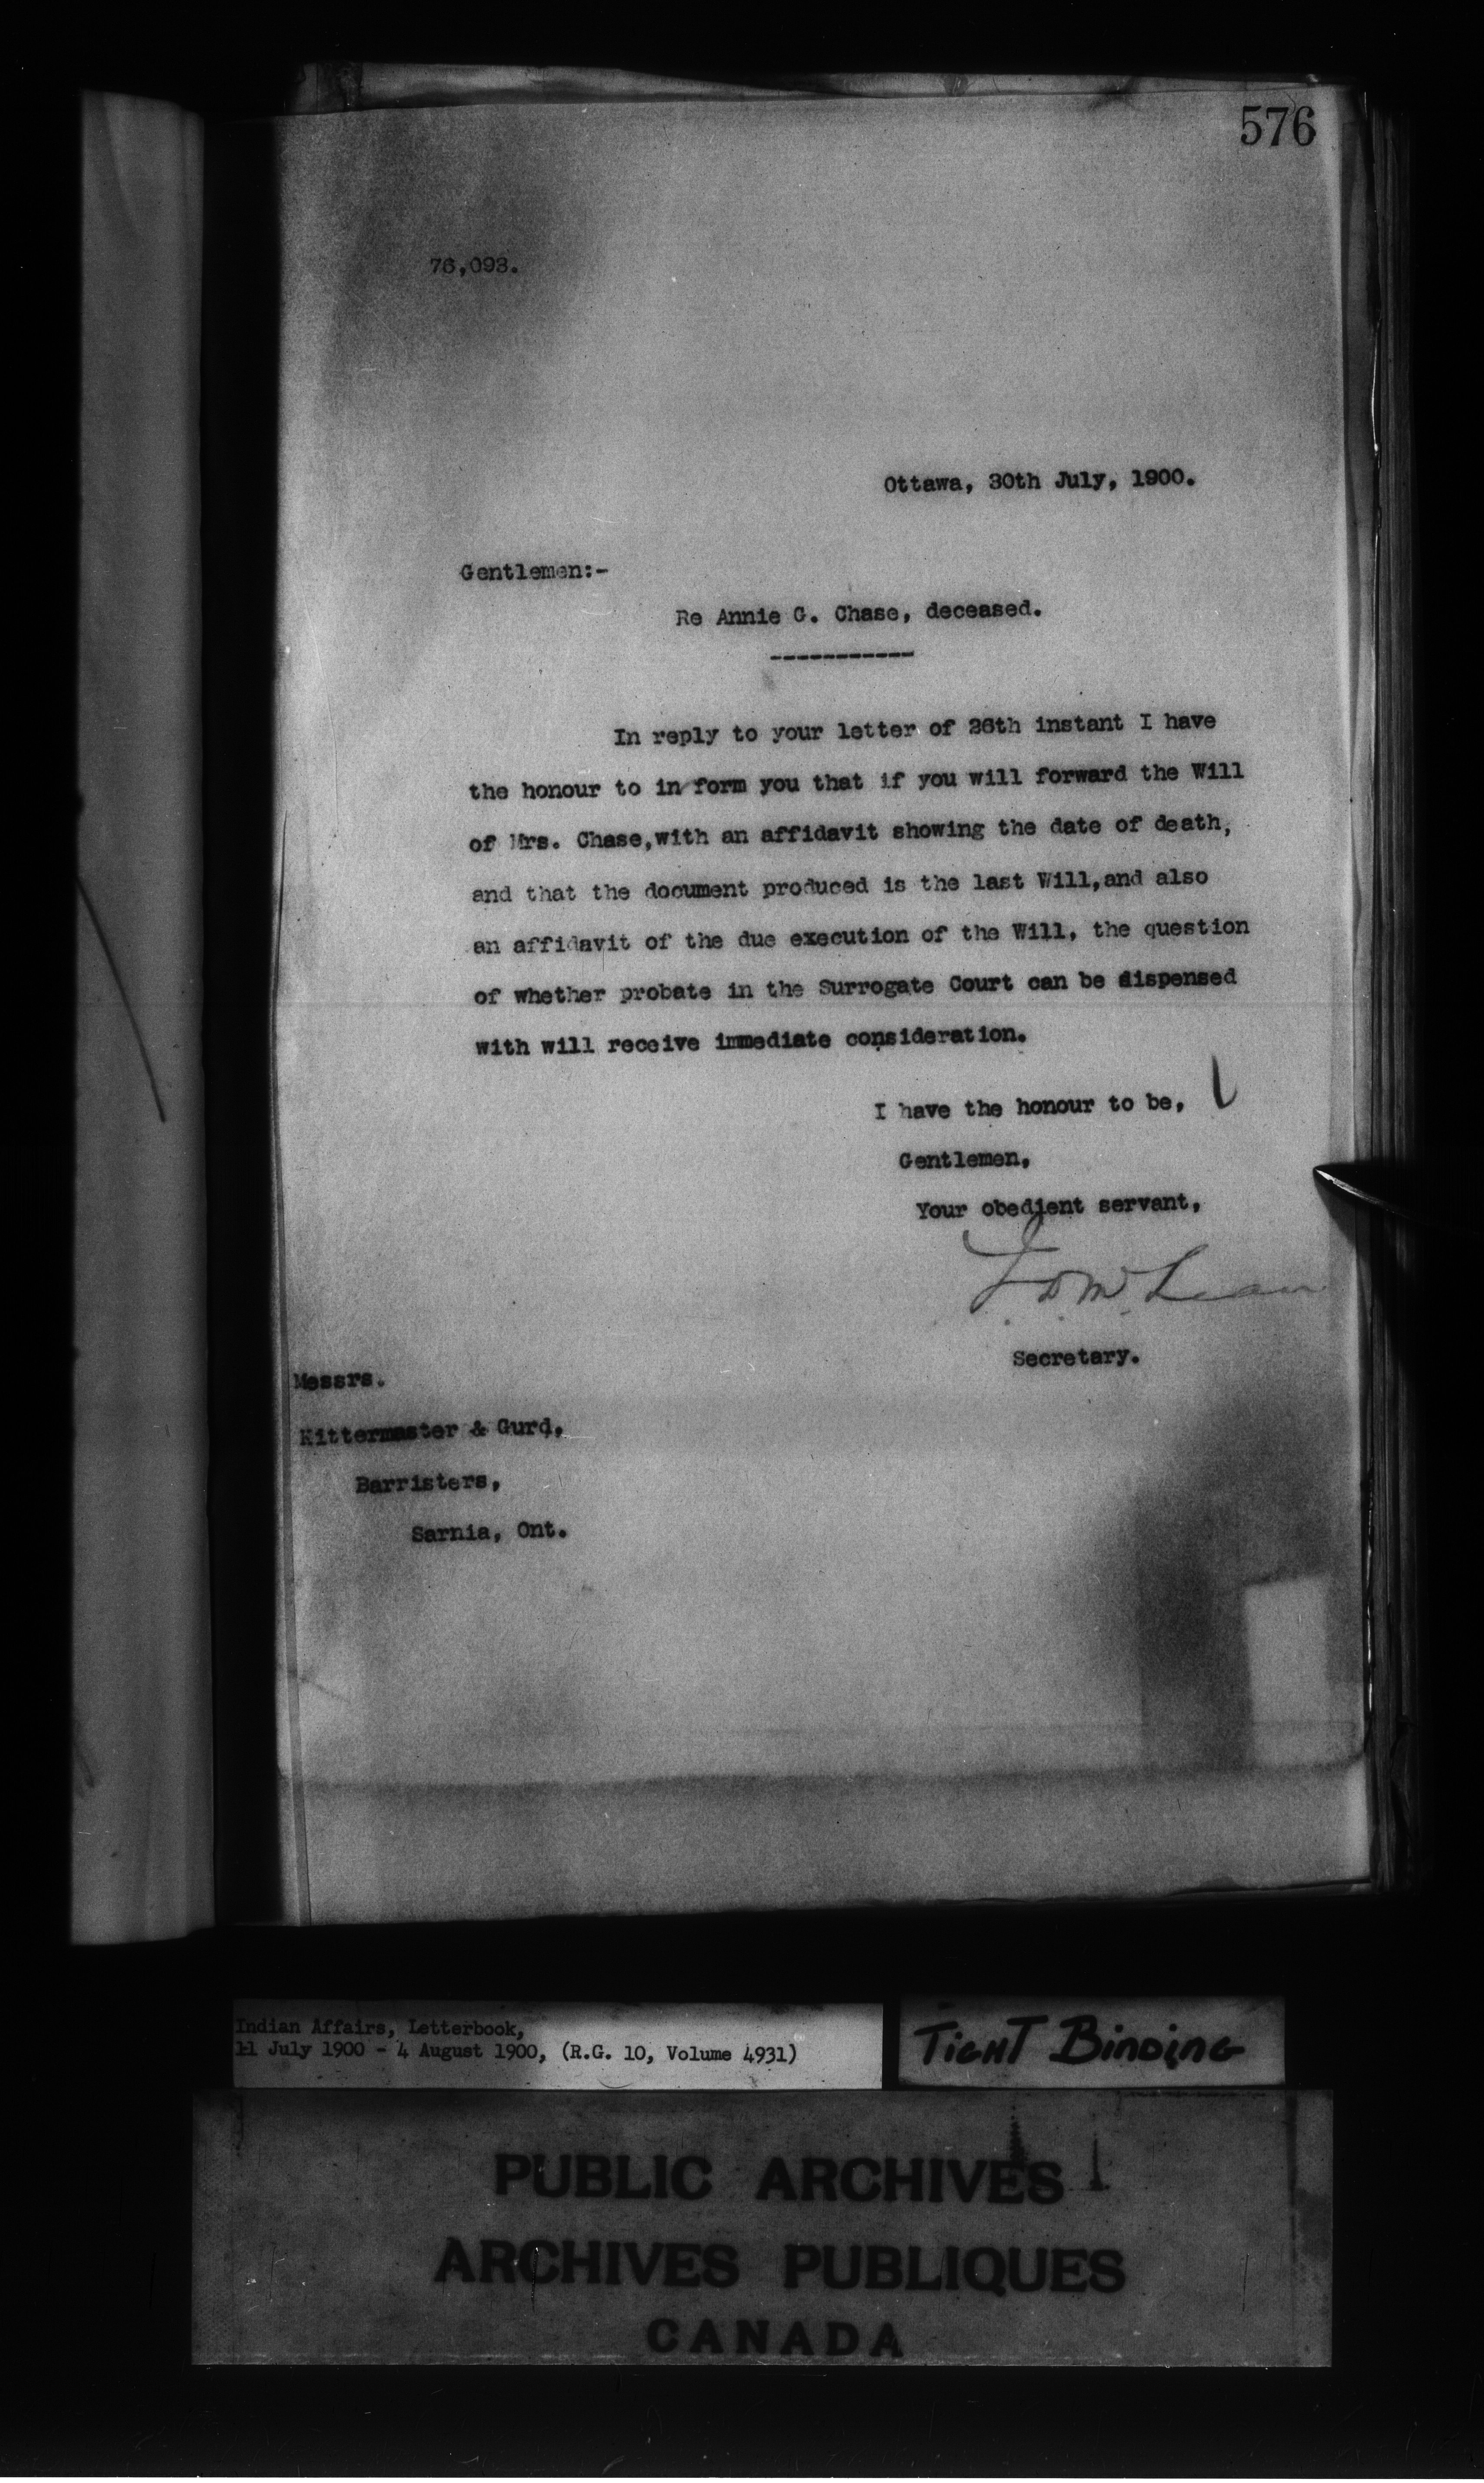 576
76,093.
Ottawa, 30th July, 1900.
Gentlemen:-
Re Annie G. Chase, deceased.
-----------
In reply to your letter of 26th instant I have
the honour to in form you that if you will forward the Will
of Mrs. Chase,with an affidavit showing the date of death,
and that the document produced is the last Will,and also
an affidavit of the due execution of the Will, the question
of whether probate in the Surrogate Court can be dispensed
with will receive immediate consideration.
I have the honour to be,
Gentlemen,
Your obedient servant,
J D McLean
Secretary.
Messrs.
Kittermaster & Gurd,
Barristers,
Sarnia, Ont.
Indian Affairs, Letterbook,
11 July 1900 - 4 August 1900, (R.G. 10, Volume 4931)
TIGHT BINDING
PUBLIC ARCHIVES
ARCHIVES PUBLIQUES
CANADA